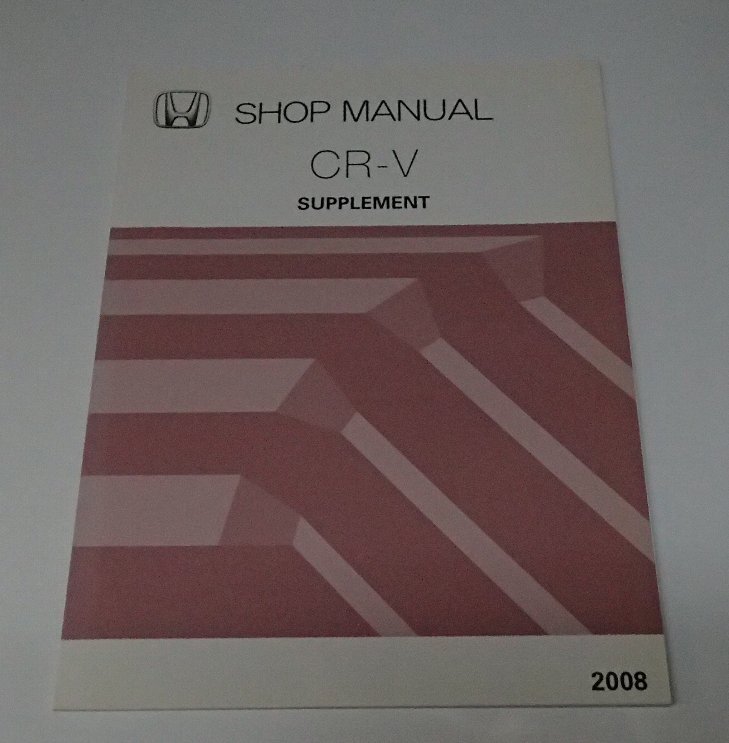 SHOP MANUAL
CR-V
SUPPLEMENT
2008